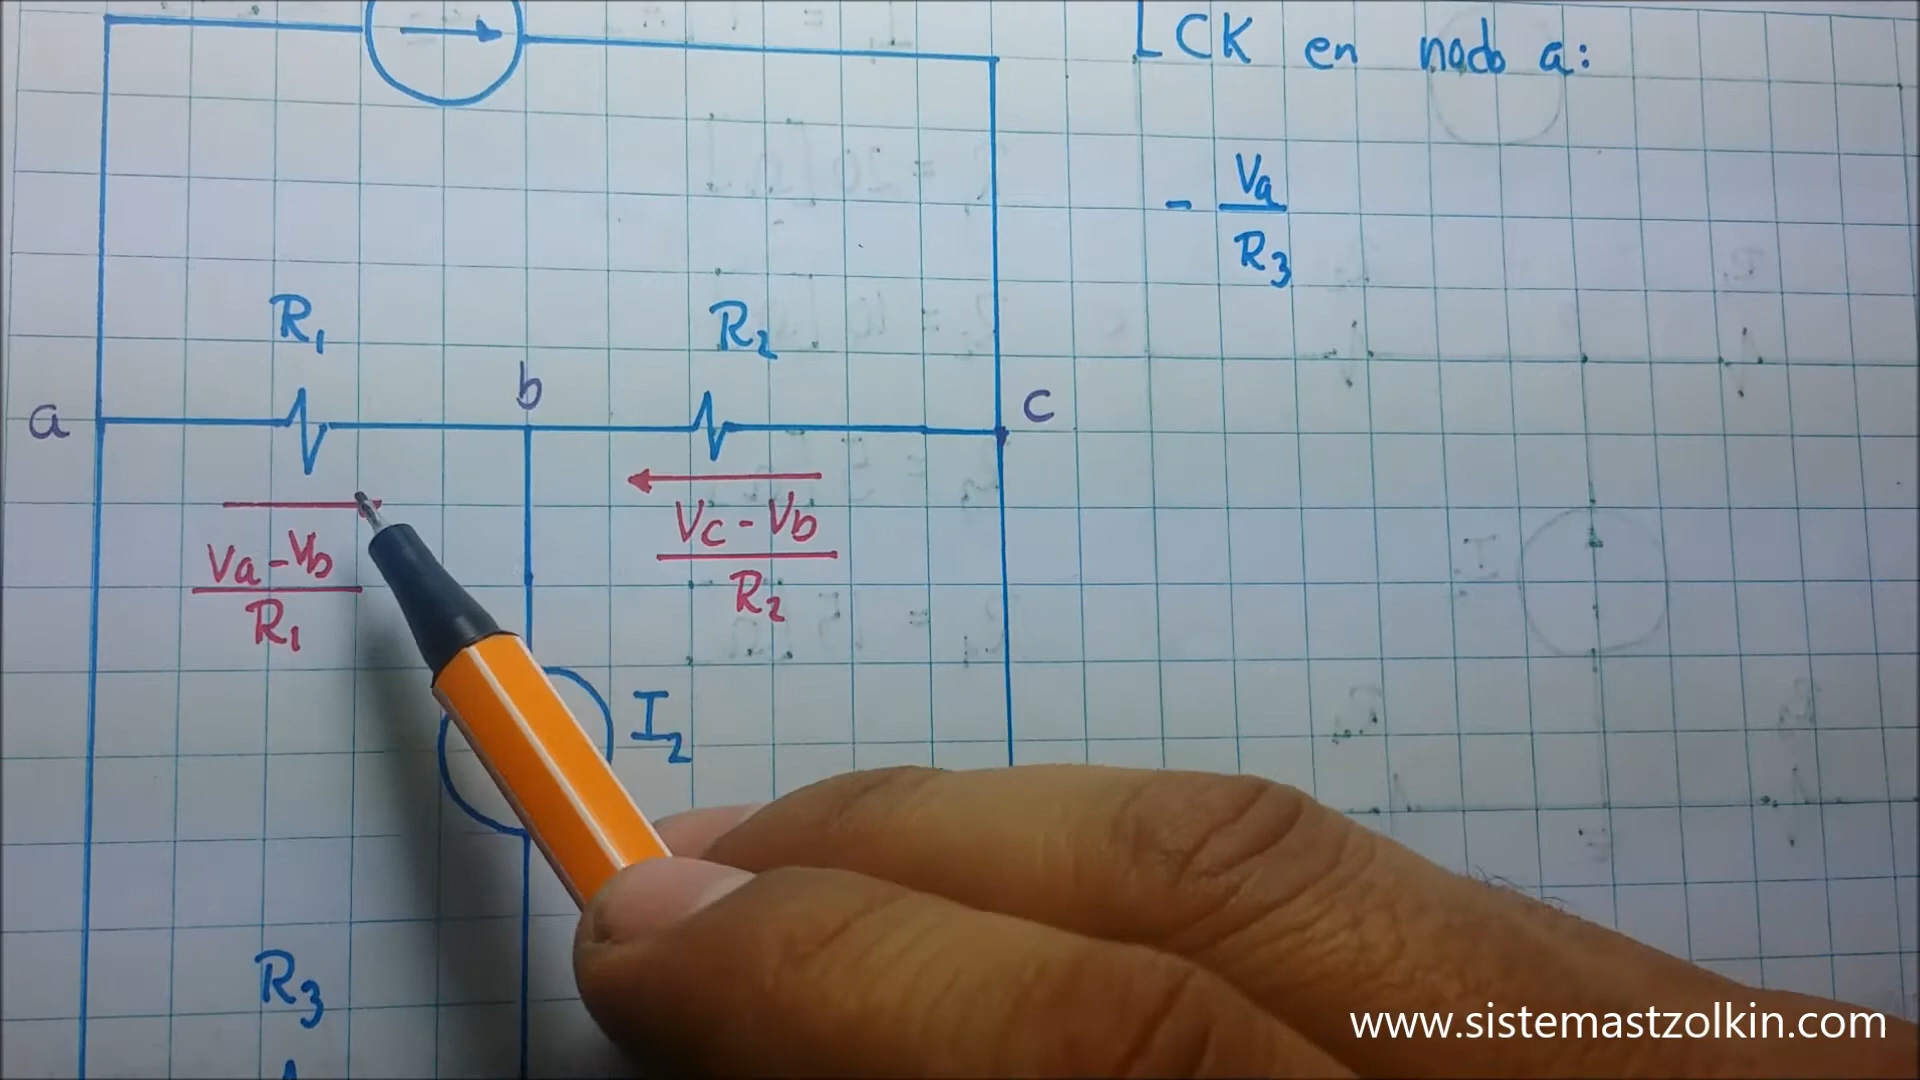 LCK en nodo a:
- Va
R3
R1
R2
a
b
c
Va-Vb
R1
Vc-Vb
R2
I2
R3
www.sistemastzolkin.com